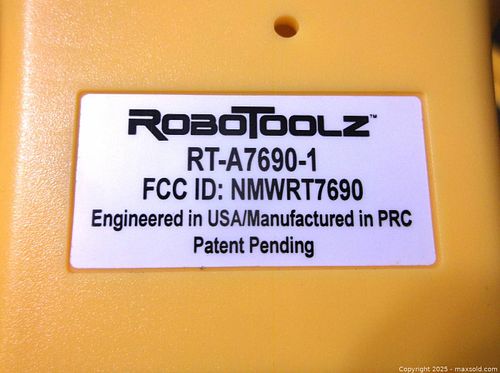 ROBOTOOLZ™
RT-A7690-1
FCC ID: NMWRT7690
Engineered in USA/Manufactured in PRC
Patent Pending
Copyright 2025 - maxsold.com